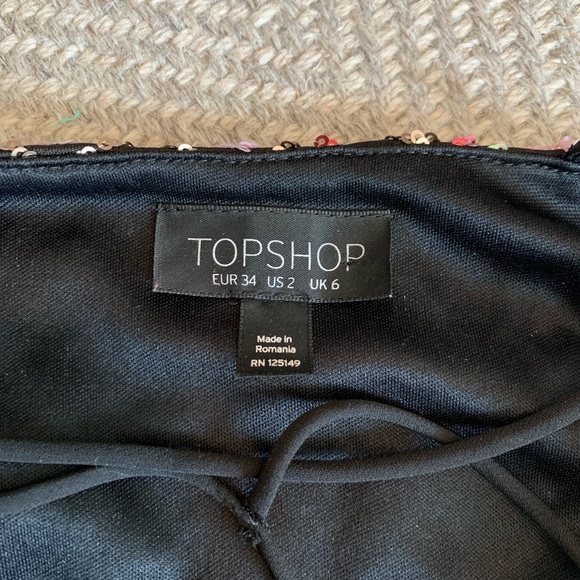 TOPSHOP
EUR 34 US 2 UK 6
Made in
Romania
RN 125149